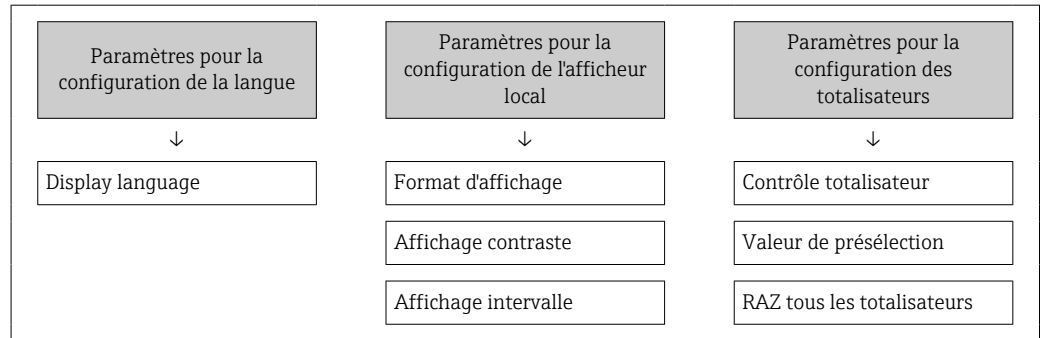 Paramètres pour la
configuration de la langue
↓
Display language
Paramètres pour la
configuration de l'afficheur
local
↓
Format d'affichage
Affichage contraste
Affichage intervalle
Paramètres pour la
configuration des
totalisateurs
↓
Contrôle totalisateur
Valeur de présélection
RAZ tous les totalisateurs